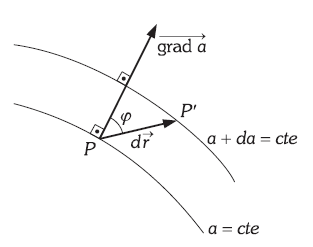 grad a
φ
P'
a + da = cte
dr
P
a = cte